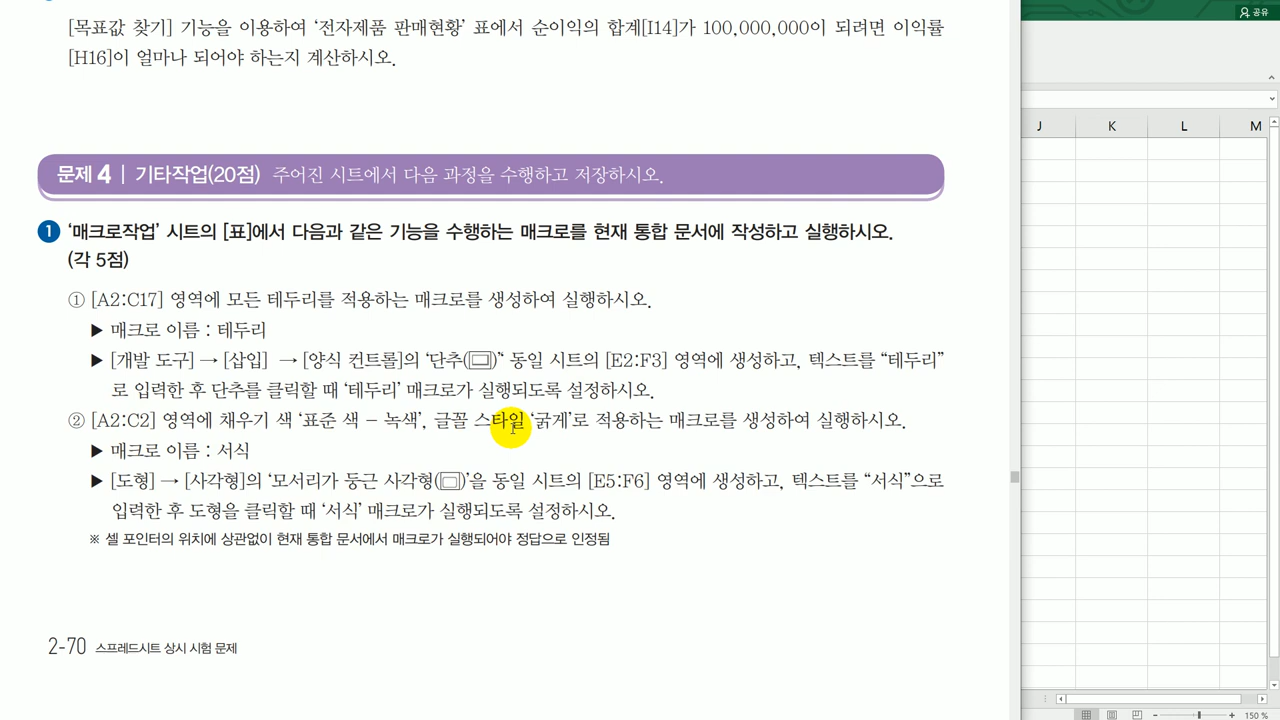 [목표값 찾기] 기능을 이용하여 ‘전자제품 판매현황’ 표에서 순이익의 합계[I14]가 100,000,000이 되려면 이익률
[H16]이 얼마나 되어야 하는지 계산하시오.
문제 4 | 기타작업(20점) 주어진 시트에서 다음 과정을 수행하고 저장하시오.
1 ‘매크로작업’ 시트의 [표]에서 다음과 같은 기능을 수행하는 매크로를 현재 통합 문서에 작성하고 실행하시오.
(각 5점)
① [A2:C17] 영역에 모든 테두리를 적용하는 매크로를 생성하여 실행하시오.
▶ 매크로 이름 : 테두리
▶ [개발 도구] → [삽입] → [양식 컨트롤]의 ‘단추(▭)‘’ 동일 시트의 [E2:F3] 영역에 생성하고, 텍스트를 “테두리”
로 입력한 후 단추를 클릭할 때 ‘테두리’ 매크로가 실행되도록 설정하시오.
② [A2:C2] 영역에 채우기 색 ‘표준 색 – 녹색’, 글꼴 스타일 ‘굵게’로 적용하는 매크로를 생성하여 실행하시오.
▶ 매크로 이름 : 서식
▶ [도형] → [사각형]의 ‘모서리가 둥근 사각형(▢)’을 동일 시트의 [E5:F6] 영역에 생성하고, 텍스트를 “서식”으로
입력한 후 도형을 클릭할 때 ‘서식’ 매크로가 실행되도록 설정하시오.
※ 셀 포인터의 위치에 상관없이 현재 통합 문서에서 매크로가 실행되어야 정답으로 인정됨
2-70 스프레드시트 상시 시험 문제
공유
J K L M
150 %